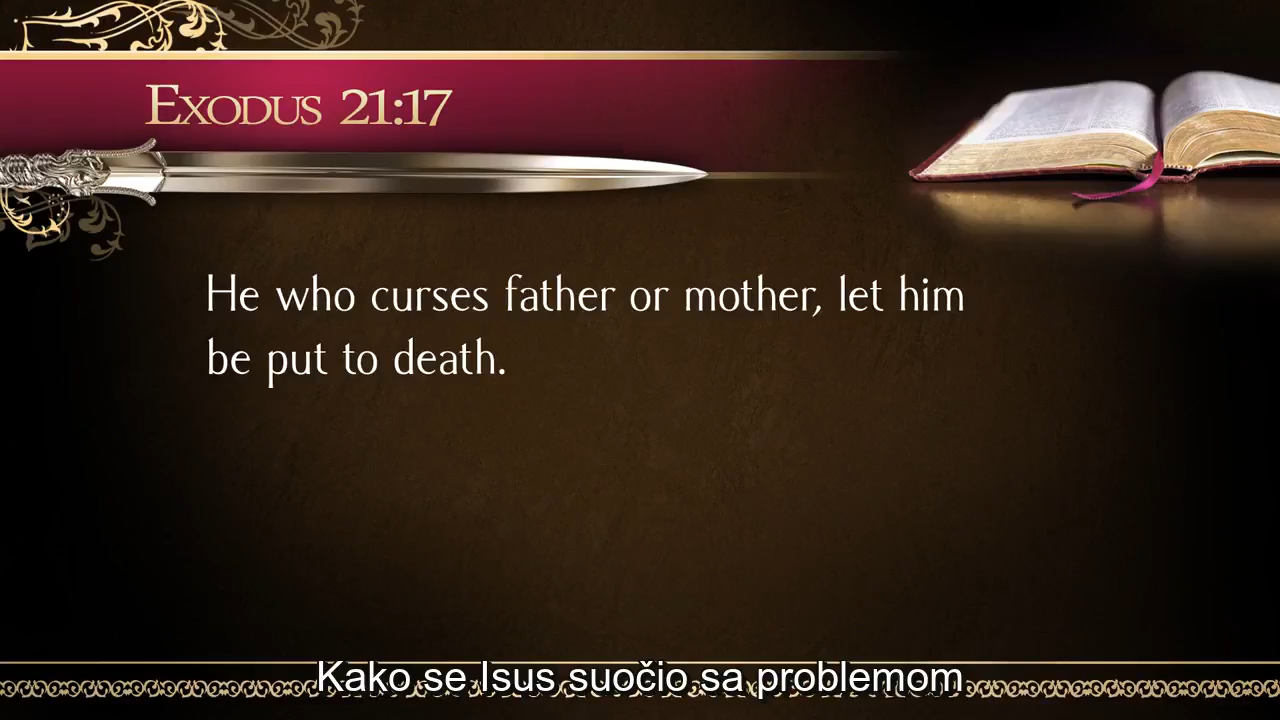 Exodus 21:17
He who curses father or mother, let him
be put to death.
Kako se Isus suočio sa problemom